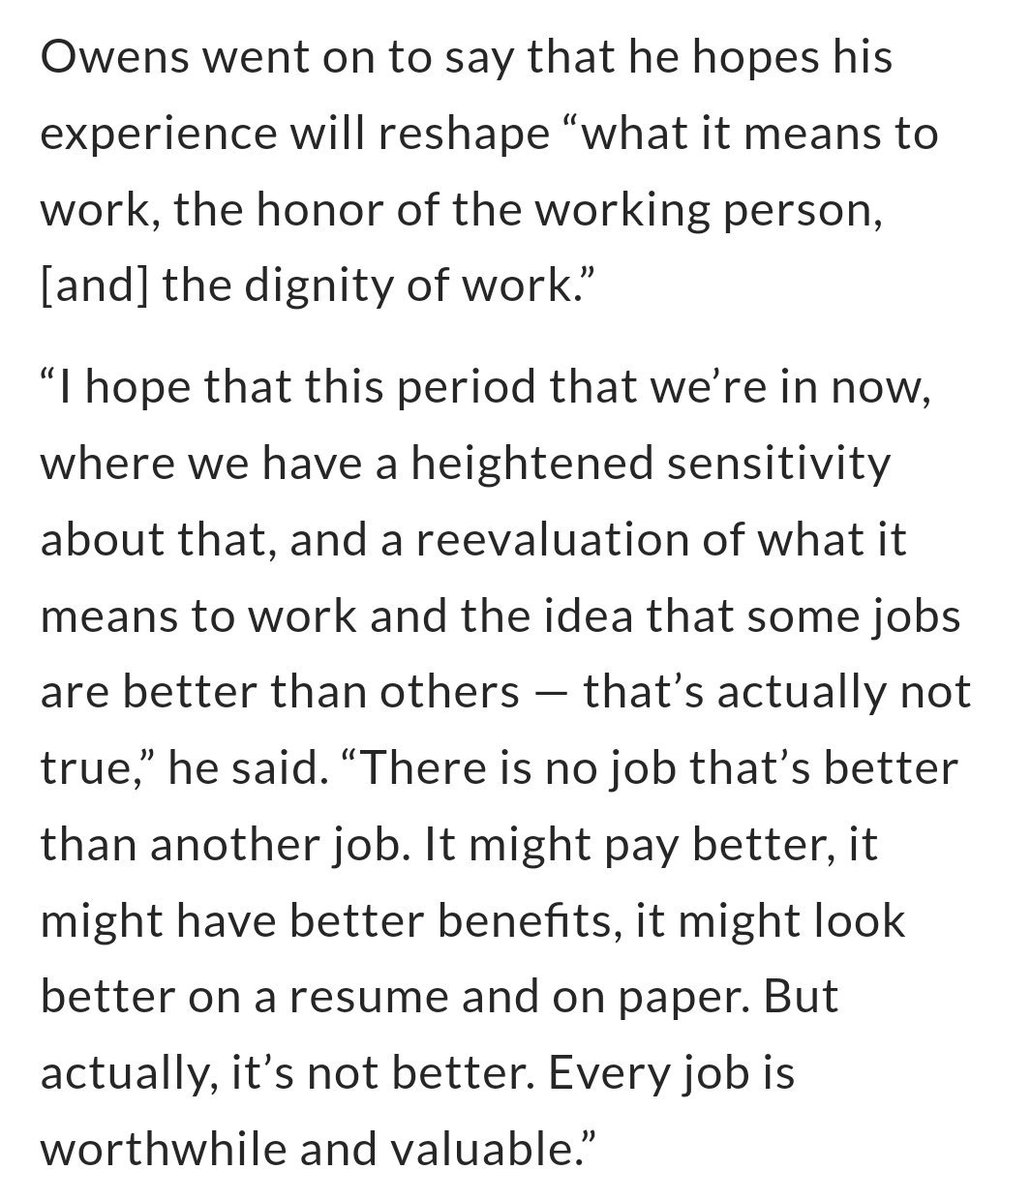 Owens went on to say that he hopes his
experience will reshape “what it means to
work, the honor of the working person,
[and] the dignity of work.”
“I hope that this period that we’re in now,
where we have a heightened sensitivity
about that, and a reevaluation of what it
means to work and the idea that some jobs
are better than others — that’s actually not
true,” he said. “There is no job that’s better
than another job. It might pay better, it
might have better benefits, it might look
better on a resume and on paper. But
actually, it’s not better. Every job is
worthwhile and valuable.”